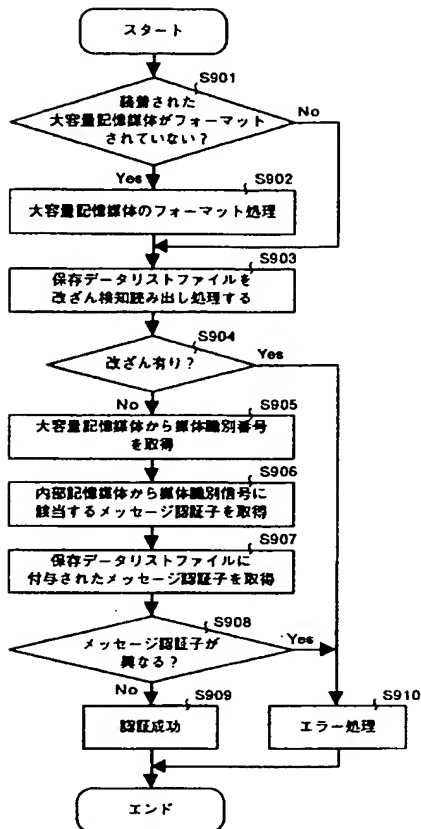 スタート
S901
装着された
大容量記憶媒体がフォーマット
されていない?
No
Yes
S902
大容量記憶媒体のフォーマット処理
S903
保存データリストファイルを
改ざん検知読み出し処理する
S904
改ざん有り?
Yes
No
S905
大容量記憶媒体から媒体識別番号
を取得
S906
内部記憶媒体から媒体識別信号に
該当するメッセージ認証子を取得
S907
保存データリストファイルに
付与されたメッセージ認証子を取得
S908
メッセージ認証子が
異なる?
Yes
No
S909
認証成功
S910
エラー処理
エンド